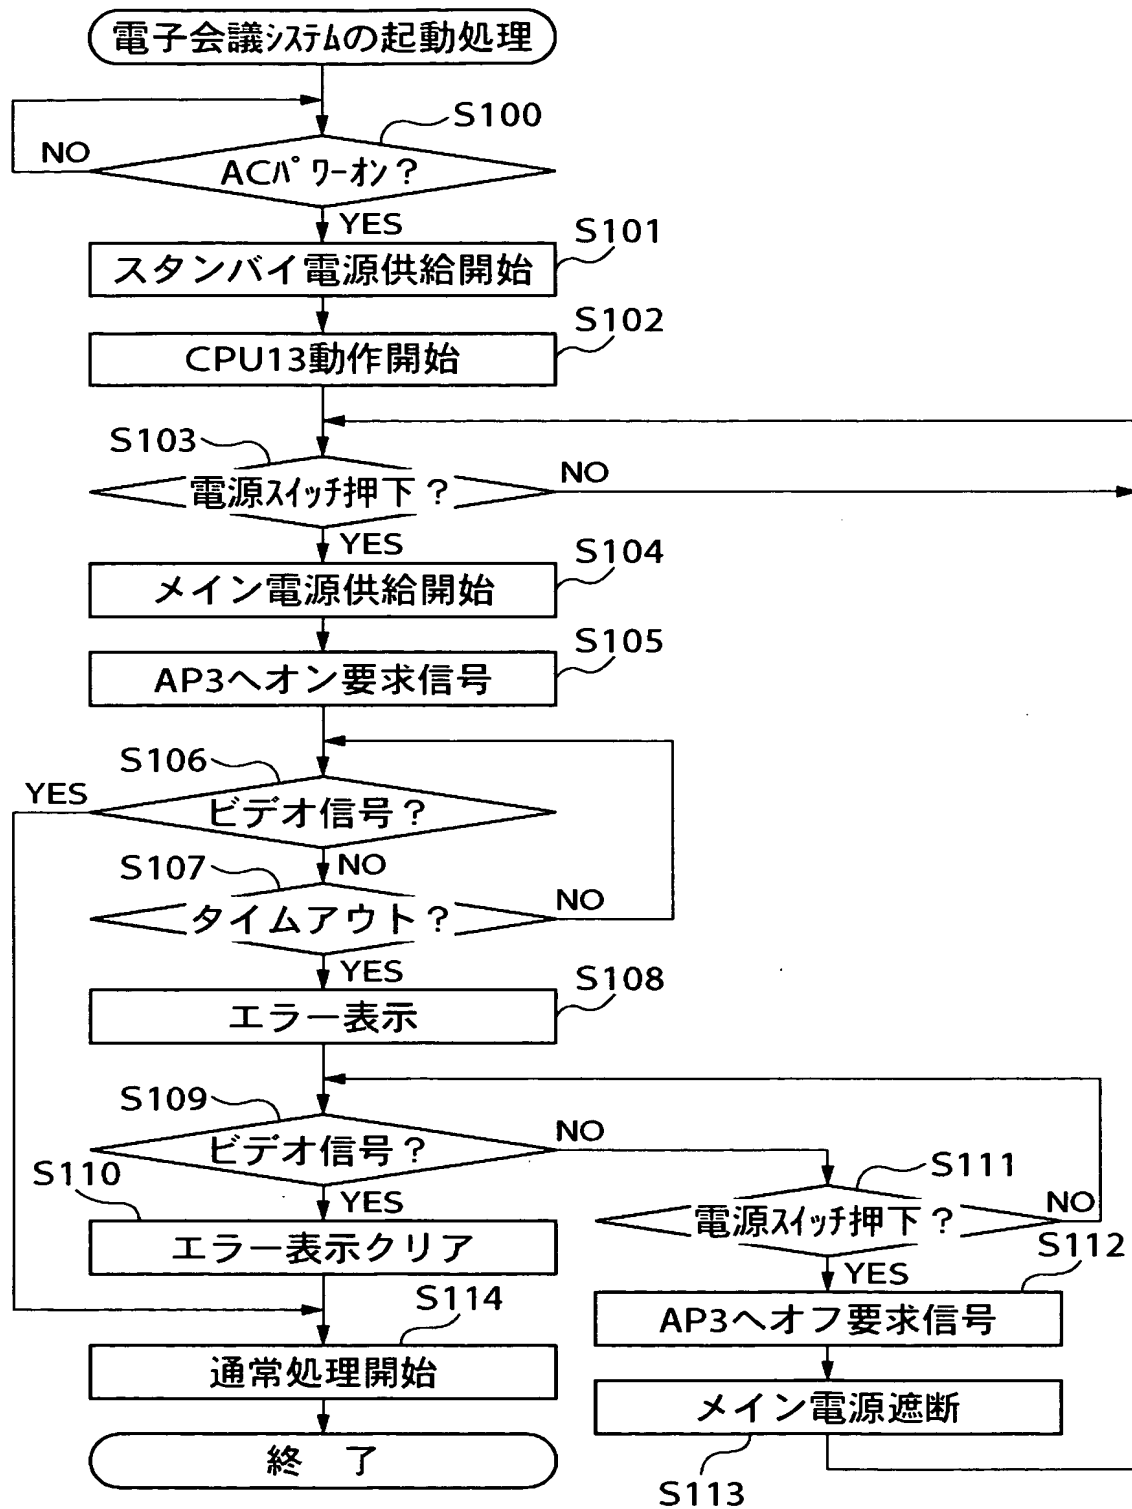 電子会議ｼｽﾃﾑの起動処理
S100
NO
ACﾊﾟﾜｰｵﾝ？
YES
S101
スタンバイ電源供給開始
S102
CPU13動作開始
S103
NO
電源ｽｲｯﾁ押下？
YES
S104
メイン電源供給開始
S105
AP3へオン要求信号
S106
YES
ビデオ信号？
NO
S107
NO
タイムアウト？
YES
S108
エラー表示
S109
NO
ビデオ信号？
YES
S110
エラー表示クリア
S111
NO
電源ｽｲｯﾁ押下？
YES
S112
AP3へオフ要求信号
メイン電源遮断
S113
S114
通常処理開始
終　了